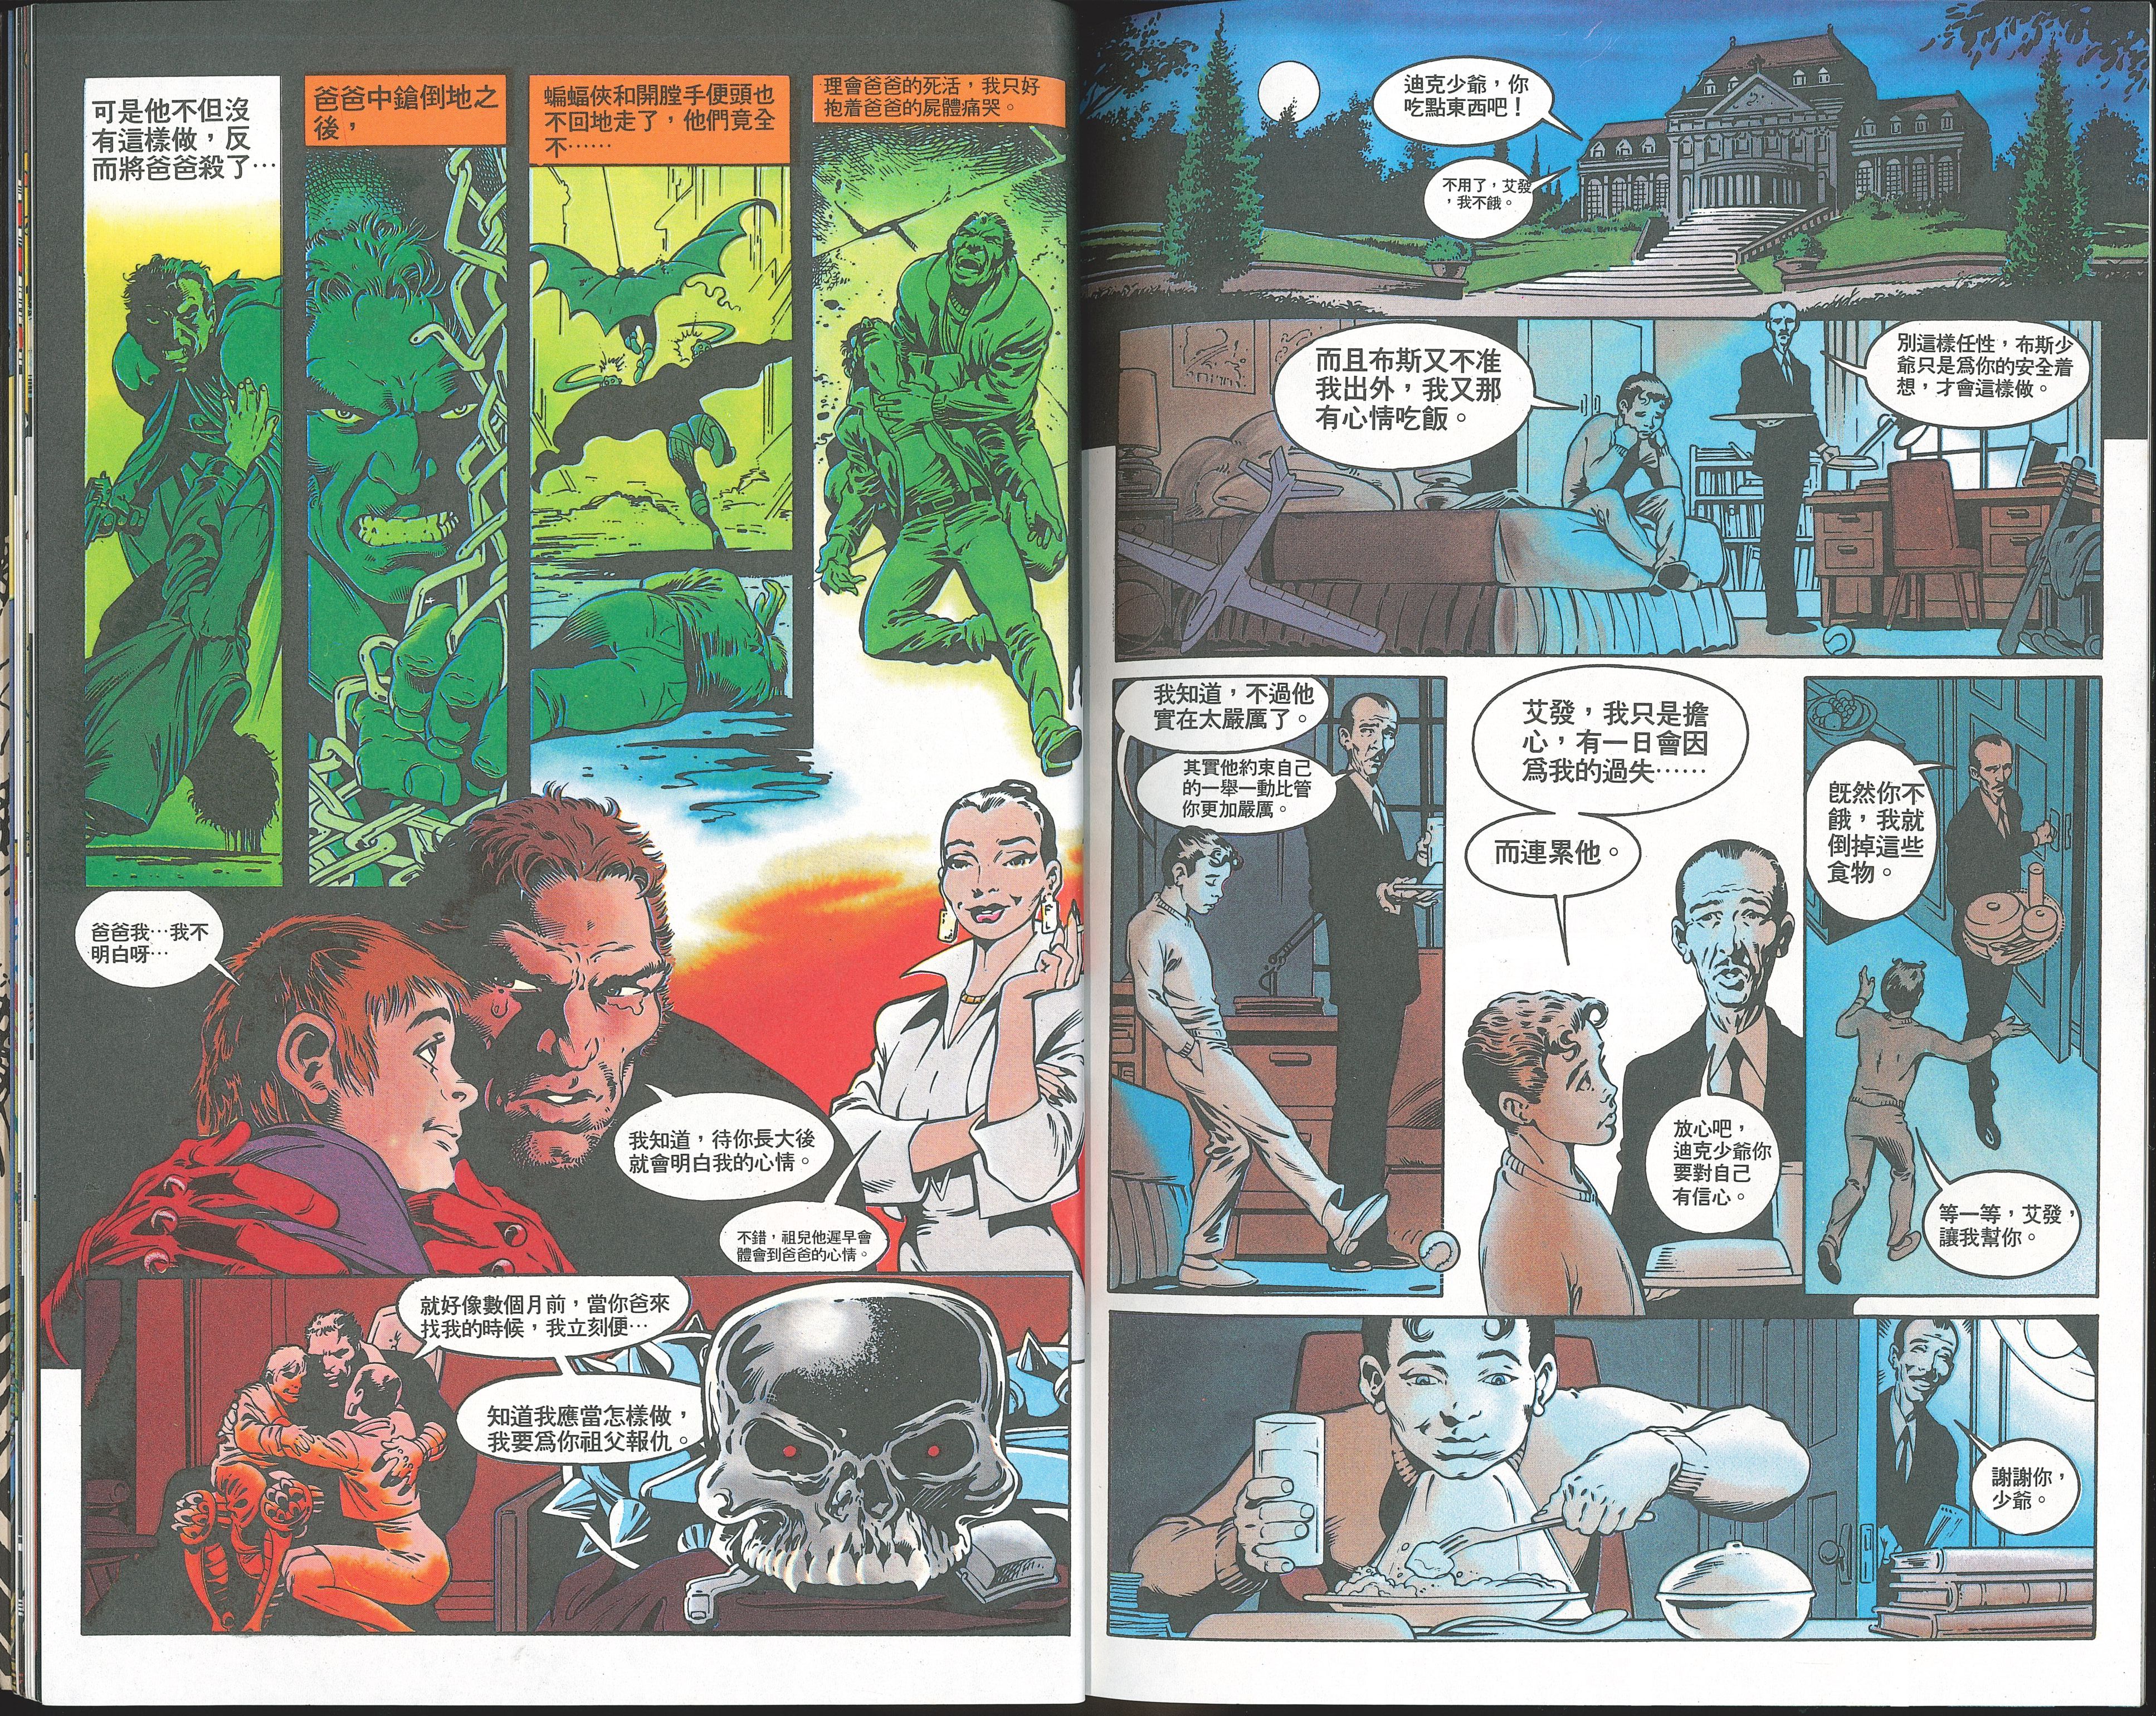 可是他不但沒
有這樣做，反
而將爸爸殺了…
爸爸中鎗倒地之
後，
蝙蝠俠和開膛手便頭也
不回地走了，他們竟全
不……
理會爸爸的死活，我只好
抱着爸爸的屍體痛哭。
爸爸我…我不
明白呀…
我知道，待你長大後
就會明白我的心情。
不錯，祖兒他遲早會
體會到爸爸的心情。
就好像數個月前，當你爸來
找我的時候，我立刻便…
知道我應當怎樣做，
我要爲你祖父報仇。
迪克少爺，你
吃點東西吧！
不用了，艾發
，我不餓。
而且布斯又不准
我出外，我又那
有心情吃飯。
別這樣任性，布斯少
爺只是爲你的安全着
想，才會這樣做。
我知道，不過他
實在太嚴厲了。
其實他約束自己
的一舉一動比管
你更加嚴厲。
艾發，我只是擔
心，有一日會因
爲我的過失……
而連累他。
放心吧，
迪克少爺你
要對自己
有信心。
既然你不
餓，我就
倒掉這些
食物。
等一等，艾發，
讓我幫你。
謝謝你，
少爺。